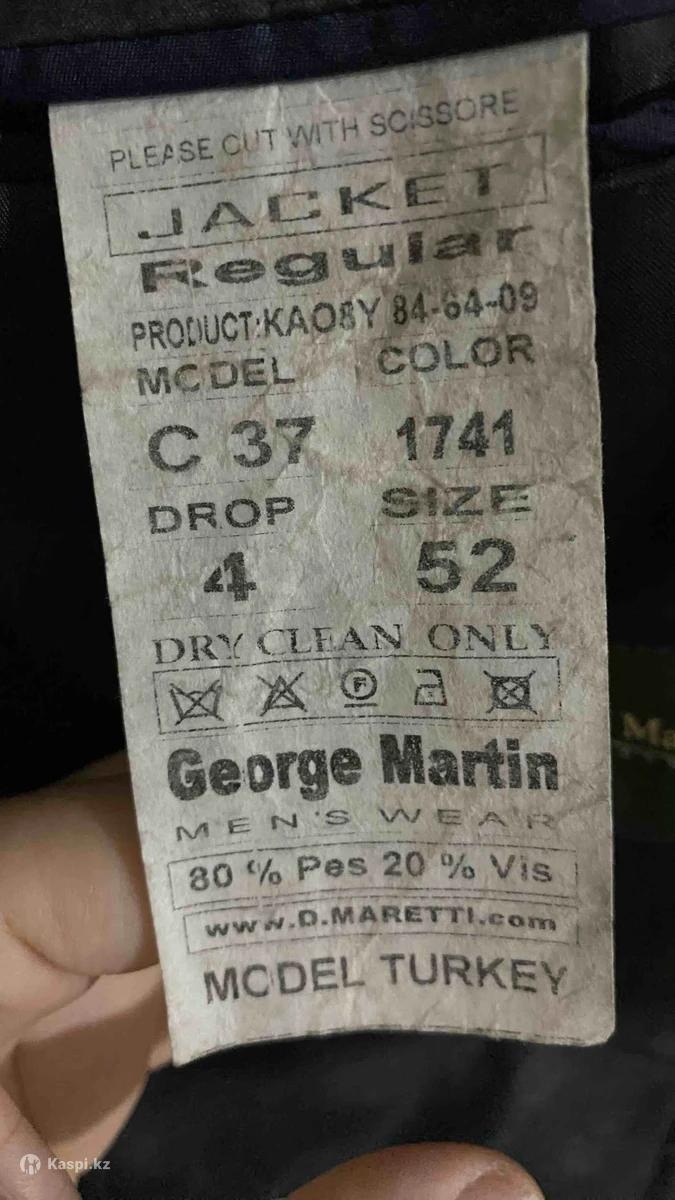 PLEASE CUT WITH SCISSORE
JACKET
Regular
PRODUCT:KAO8Y 84-64-09
MODEL COLOR
C 37 1741
DROP SIZE
4 52
DRY CLEAN ONLY
F
George Martin
MEN'S WEAR
80 % Pes 20 % Vis
www.D.MARETTI.com
MODEL TURKEY
Ma
Kaspi.kz